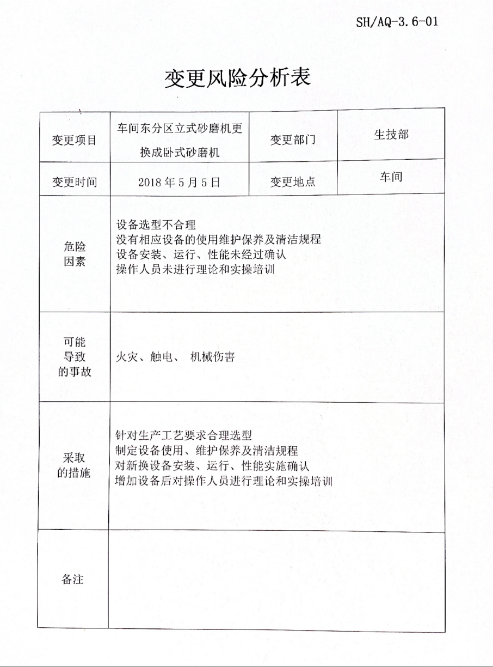 SH/AQ-3.6-01
变更风险分析表
变更项目
车间东分区立式砂磨机更
换成卧式砂磨机
变更部门
生技部
变更时间
2018年5月5日
变更地点
车间
危险
因素
设备选型不合理
没有相应设备的使用维护保养及清洁规程
设备安装、运行、性能未经过确认
操作人员未进行理论和实操培训
可能
导致
的事故
火灾、触电、 机械伤害
采取
的措施
针对生产工艺要求合理选型
制定设备使用、维护保养及清洁规程
对新换设备安装、运行、性能实施确认
增加设备后对操作人员进行理论和实操培训
备注